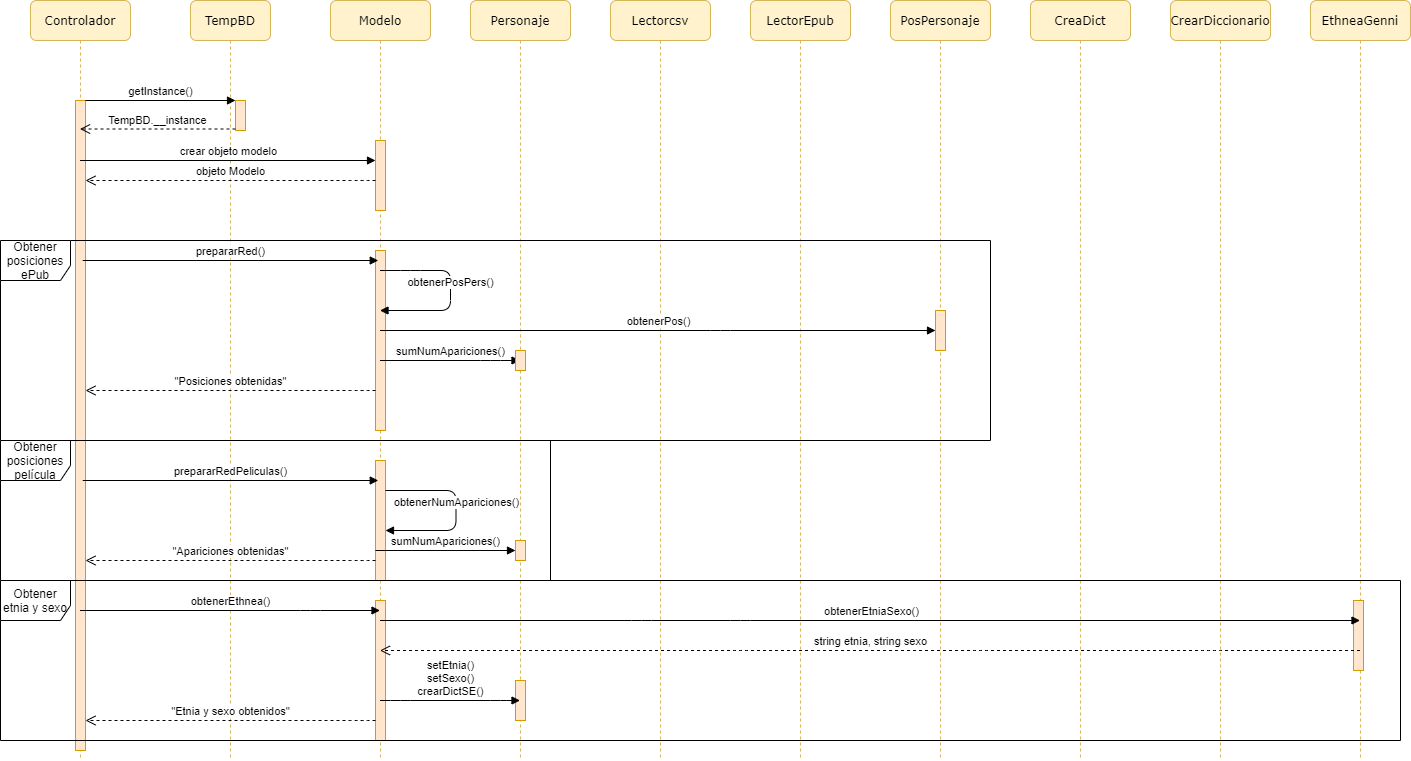 Controlador
TempBD
Modelo
Personaje
Lectorcsv
LectorEpub
PosPersonaje
CreaDict
CrearDiccionario
EthneaGenni
getInstance()
TempBD.__instance
crear objeto modelo
objeto Modelo
Obtener
posiciones
ePub
prepararRed()
obtenerPosPers()
obtenerPos()
sumNumApariciones()
"Posiciones obtenidas"
Obtener
posiciones
película
prepararRedPeliculas()
obtenerNumApariciones()
sumNumApariciones()
"Apariciones obtenidas"
Obtener
etnia y sexo
obtenerEthnea()
obtenerEtniaSexo()
string etnia, string sexo
setEtnia()
setSexo()
crearDictSE()
"Etnia y sexo obtenidos"